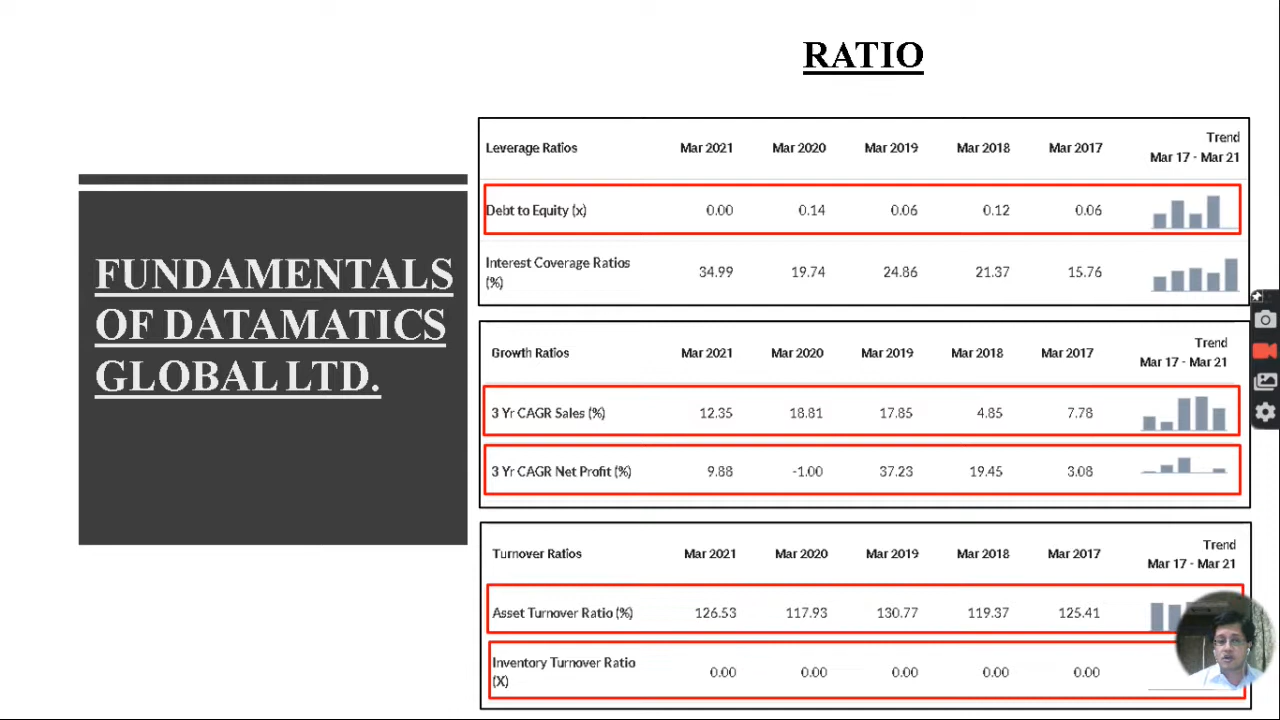 RATIO
FUNDAMENTALS
OF DATAMATICS
GLOBAL LTD.
Leverage Ratios Mar 2021 Mar 2020 Mar 2019 Mar 2018 Mar 2017 Trend
Mar 17 - Mar 21
Debt to Equity (x) 0.00 0.14 0.06 0.12 0.06
Interest Coverage Ratios
(%) 34.99 19.74 24.86 21.37 15.76
Growth Ratios Mar 2021 Mar 2020 Mar 2019 Mar 2018 Mar 2017 Trend
Mar 17 - Mar 21
3 Yr CAGR Sales (%) 12.35 18.81 17.85 4.85 7.78
3 Yr CAGR Net Profit (%) 9.88 -1.00 37.23 19.45 3.08
Turnover Ratios Mar 2021 Mar 2020 Mar 2019 Mar 2018 Mar 2017 Trend
Mar 17 - Mar 21
Asset Turnover Ratio (%) 126.53 117.93 130.77 119.37 125.41
Inventory Turnover Ratio
(X) 0.00 0.00 0.00 0.00 0.00